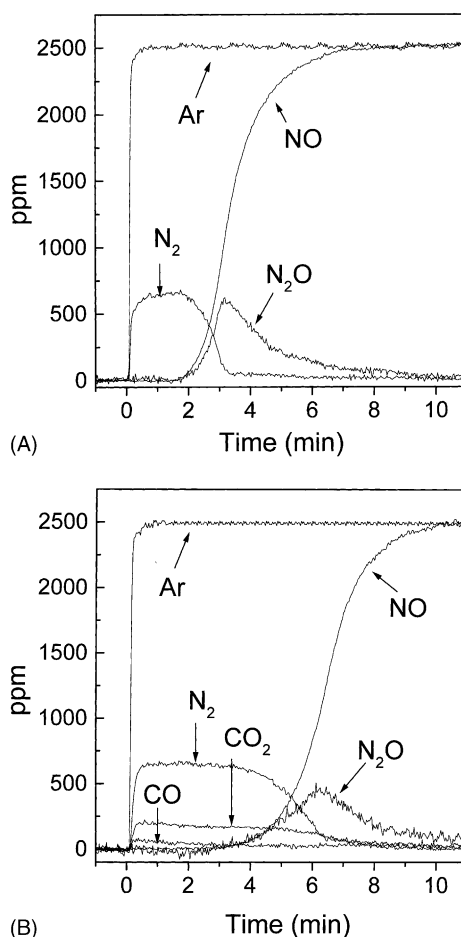 2500
2000
1500
1000
500
0
ppm
Ar
NO
N₂
N₂O
0 2 4 6 8 10
Time (min)
(A)
2500
2000
1500
1000
500
0
ppm
Ar
NO
N₂
CO₂
CO
N₂O
0 2 4 6 8 10
Time (min)
(B)